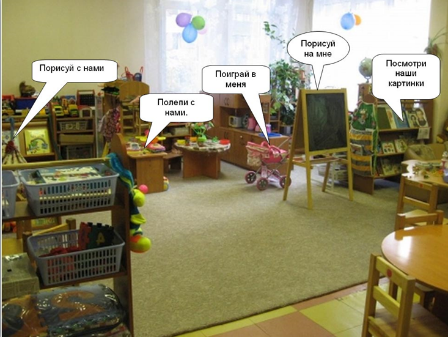 Порисуй с нами
Полепи с
нами.
Поиграй в
меня
Порисуй
на мне
Посмотри
наши
картинки